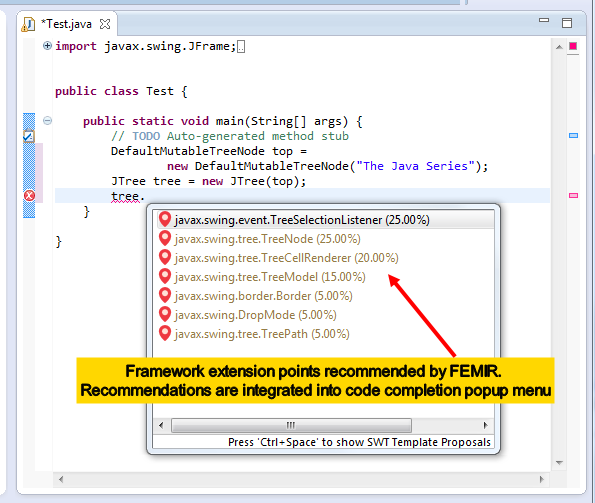 *Test.java
import javax.swing.JFrame;
public class Test {
public static void main(String[] args) {
// TODO Auto-generated method stub
DefaultMutableTreeNode top =
new DefaultMutableTreeNode("The Java Series");
JTree tree = new JTree(top);
tree.
}
}
javax.swing.event.TreeSelectionListener (25.00%)
javax.swing.tree.TreeNode (25.00%)
javax.swing.tree.TreeCellRenderer (20.00%)
javax.swing.tree.TreeModel (15.00%)
javax.swing.border.Border (5.00%)
javax.swing.DropMode (5.00%)
javax.swing.tree.TreePath (5.00%)
Framework extension points recommended by FEMIR.
Recommendations are integrated into code completion popup menu
Press 'Ctrl+Space' to show SWT Template Proposals